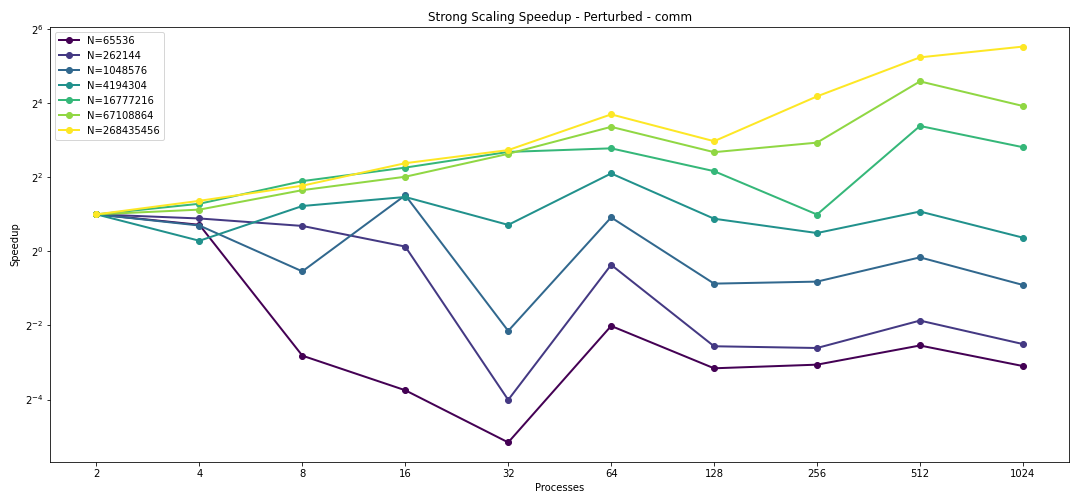 Strong Scaling Speedup - Perturbed - comm
N=65536
N=262144
N=1048576
N=4194304
N=16777216
N=67108864
N=268435456
Speedup
2⁶
2⁴
2²
2⁰
2⁻²
2⁻⁴
2 4 8 16 32 64 128 256 512 1024
Processes